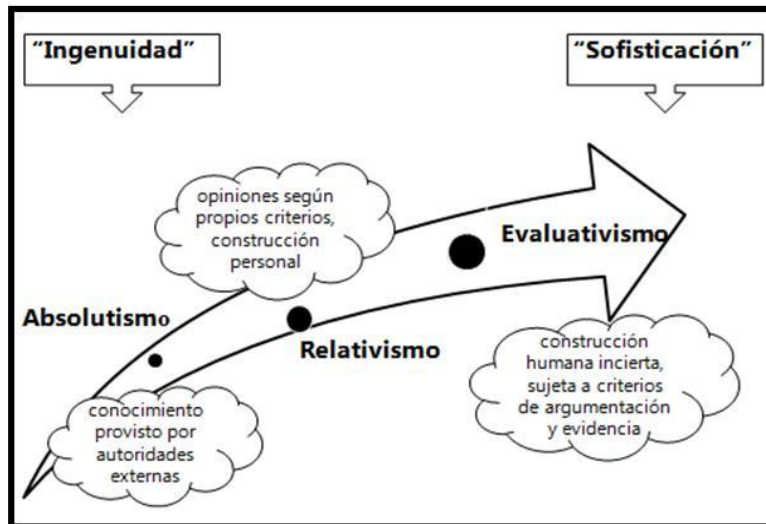 “Ingenuidad”
“Sofisticación”
opiniones según
propios criterios,
construcción
personal
Evaluativismo
Absolutismo
Relativismo
construcción
humana incierta,
sujeta a criterios
de argumentación
y evidencia
conocimiento
provisto por
autoridades
externas